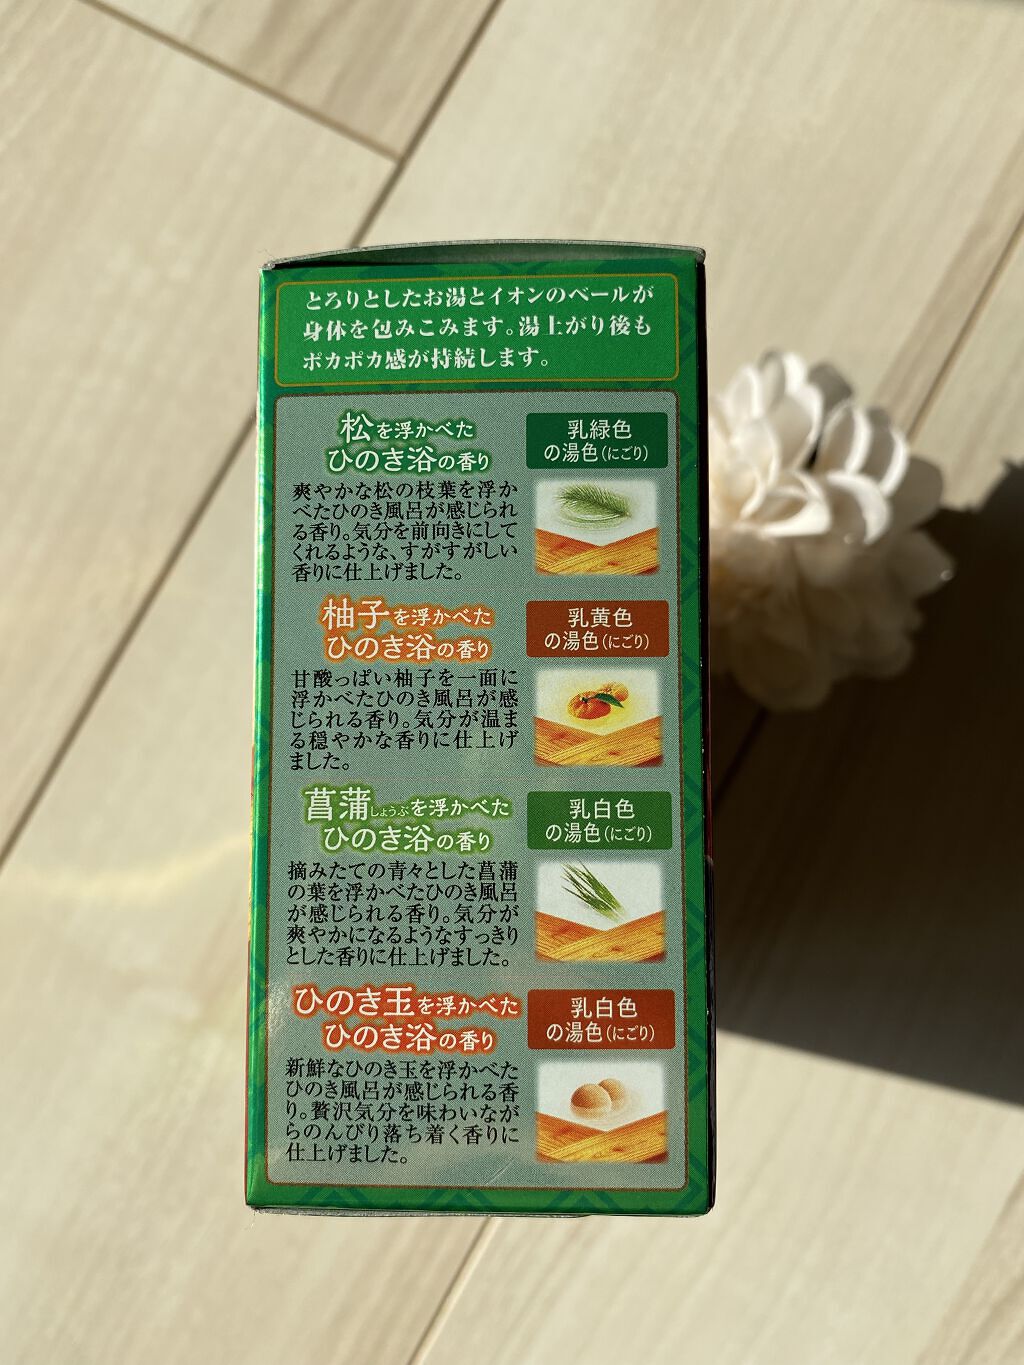 とろりとしたお湯とイオンのベールが
身体を包みこみます。湯上がり後も
ポカポカ感が持続します。
松を浮かべた
ひのき浴の香り
乳緑色
の湯色(にごり)
爽やかな松の枝葉を浮か
べたひのき風呂が感じられ
る香り。気分を前向きにして
くれるような、すがすがしい
香りに仕上げました。
柚子を浮かべた
ひのき浴の香り
乳黄色
の湯色(にごり)
甘酸っぱい柚子を一面に
浮かべたひのき風呂が感
じられる香り。気分が温ま
る穏やかな香りに仕上げ
ました。
菖蒲しょうぶを浮かべた
ひのき浴の香り
乳白色
の湯色(にごり)
摘みたての青々とした菖蒲
の葉を浮かべたひのき風呂
が感じられる香り。気分が
爽やかになるようなすっきり
とした香りに仕上げました。
ひのき玉を浮かべた
ひのき浴の香り
乳白色
の湯色(にごり)
新鮮なひのき玉を浮かべた
ひのき風呂が感じられる香
り。贅沢気分を味わいなが
らのんびり落ち着く香りに
仕上げました。